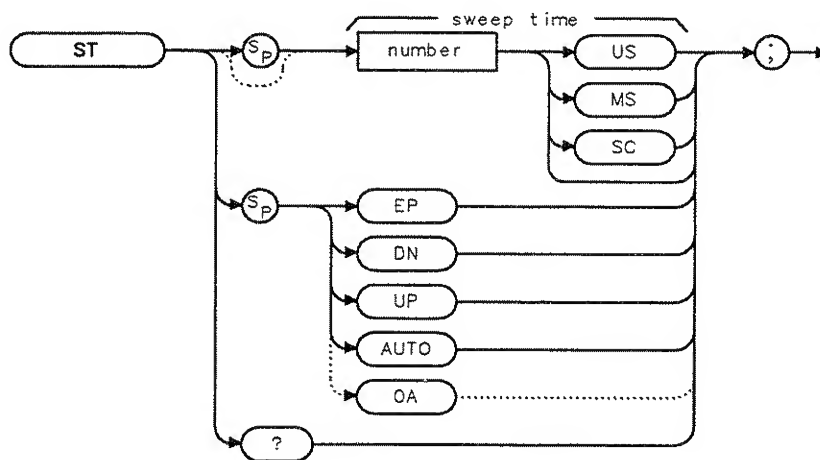 sweep time
ST SP number US ;
MS
SC
SP EP
DN
UP
AUTO
OA
?